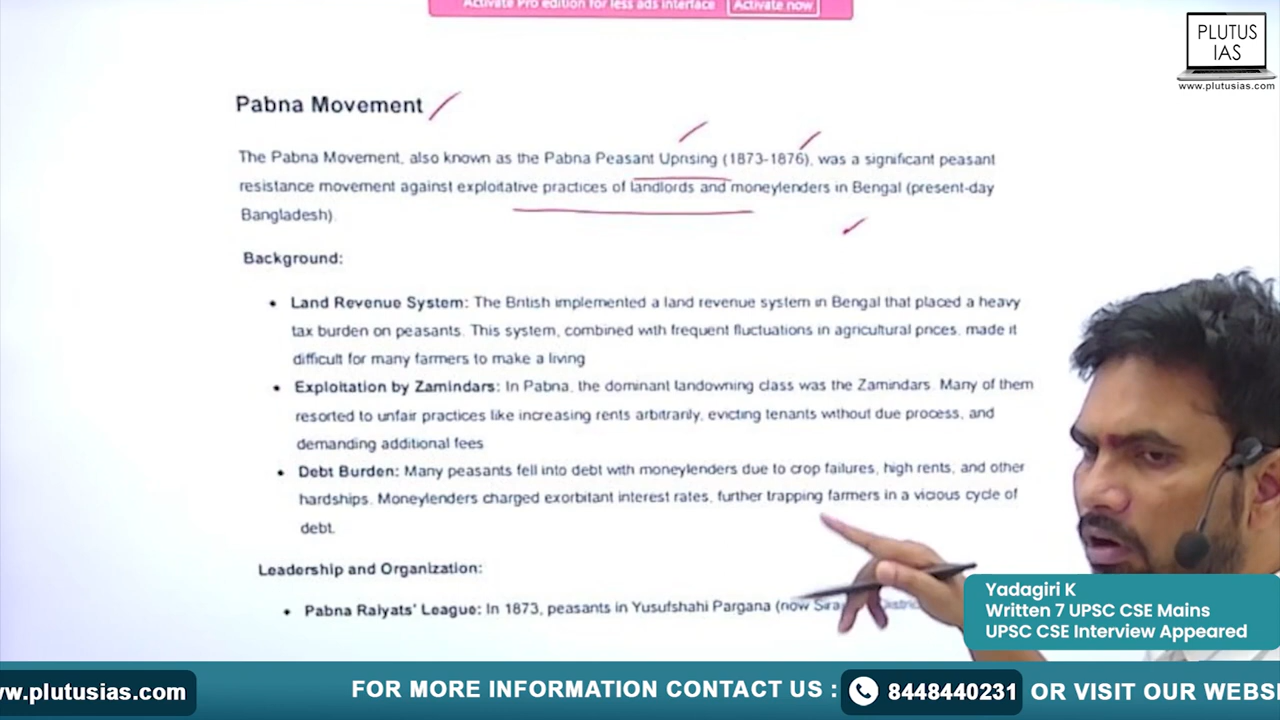 Activate Pro edition for less ads interface Activate now
PLUTUS
IAS
www.plutusias.com
Pabna Movement
The Pabna Movement, also known as the Pabna Peasant Uprising (1873-1876), was a significant peasant
resistance movement against exploitative practices of landlords and moneylenders in Bengal (present-day
Bangladesh).
Background:
• Land Revenue System: The British implemented a land revenue system in Bengal that placed a heavy
tax burden on peasants. This system, combined with frequent fluctuations in agricultural prices, made it
difficult for many farmers to make a living
• Exploitation by Zamindars: In Pabna, the dominant landowning class was the Zamindars. Many of them
resorted to unfair practices like increasing rents arbitrarily, evicting tenants without due process, and
demanding additional fees
• Debt Burden: Many peasants fell into debt with moneylenders due to crop failures, high rents, and other
hardships. Moneylenders charged exorbitant interest rates, further trapping farmers in a vicious cycle of
debt.
Leadership and Organization:
• Pabna Raiyats' League: In 1873, peasants in Yusufshahi Pargana (now
Yadagiri K
Written 7 UPSC CSE Mains
UPSC CSE Interview Appeared
ww.plutusias.com FOR MORE INFORMATION CONTACT US : 8448440231 OR VISIT OUR WEBSI